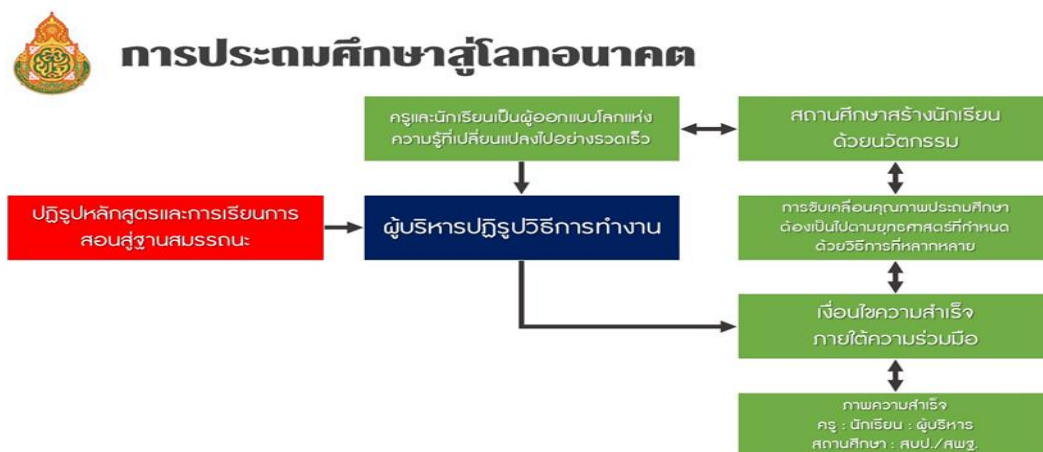 การประถมศึกษาสู่โลกอนาคต
ครูและนักเรียนเป็นผู้ออกแบบโลกแห่ง
ความรู้ที่เปลี่ยนแปลงไปอย่างรวดเร็ว
สถานศึกษาสร้างนักเรียน
ด้วยนวัตกรรม
ปฏิรูปหลักสูตรและการเรียนการ
สอนสู่ฐานสมรรถนะ
ผู้บริหารปฏิรูปวิธีการทำงาน
การขับเคลื่อนคุณภาพประถมศึกษา
ต้องเป็นไปตามยุทธศาสตร์ที่กำหนด
ด้วยวิธีการที่หลากหลาย
เงื่อนไขความสำเร็จ
ภายใต้ความร่วมมือ
ภาพความสำเร็จ
ครู : นักเรียน : ผู้บริหาร
สถานศึกษา : สบป./สพฐ.